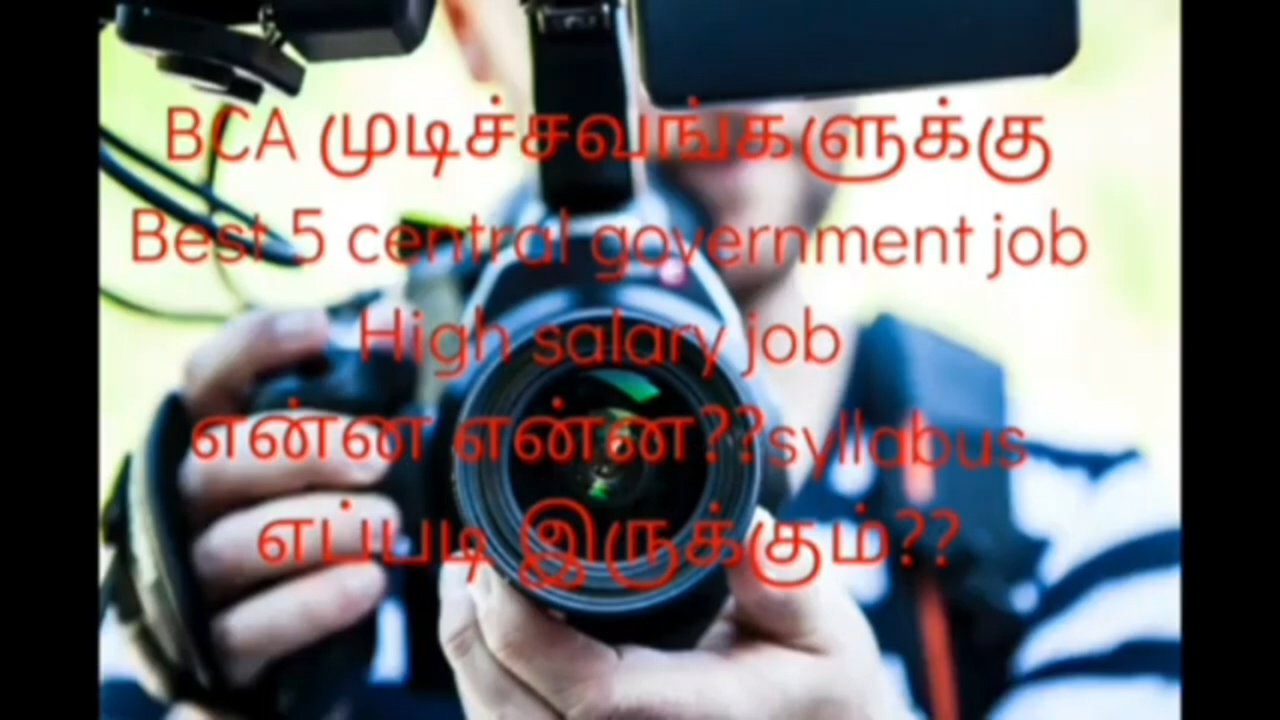 BCA முடிச்சவங்களுக்கு
Best 5 central government job
High salary job
என்ன என்ன??syllabus
எப்படி இருக்கும்??